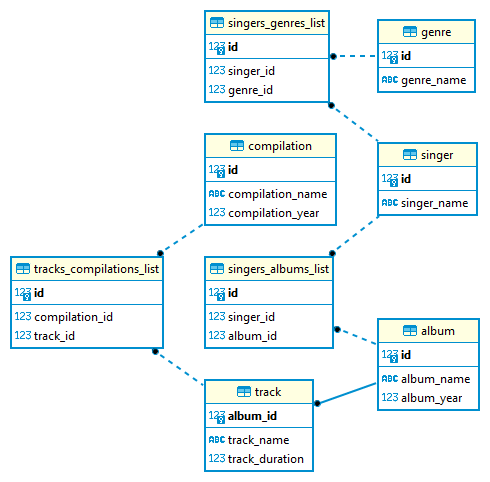 singers_genres_list
123 id
123 singer_id
123 genre_id
genre
123 id
ABC genre_name
compilation
123 id
ABC compilation_name
123 compilation_year
singer
123 id
ABC singer_name
tracks_compilations_list
123 id
123 compilation_id
123 track_id
singers_albums_list
123 id
123 singer_id
123 album_id
album
123 id
ABC album_name
123 album_year
track
123 album_id
ABC track_name
123 track_duration